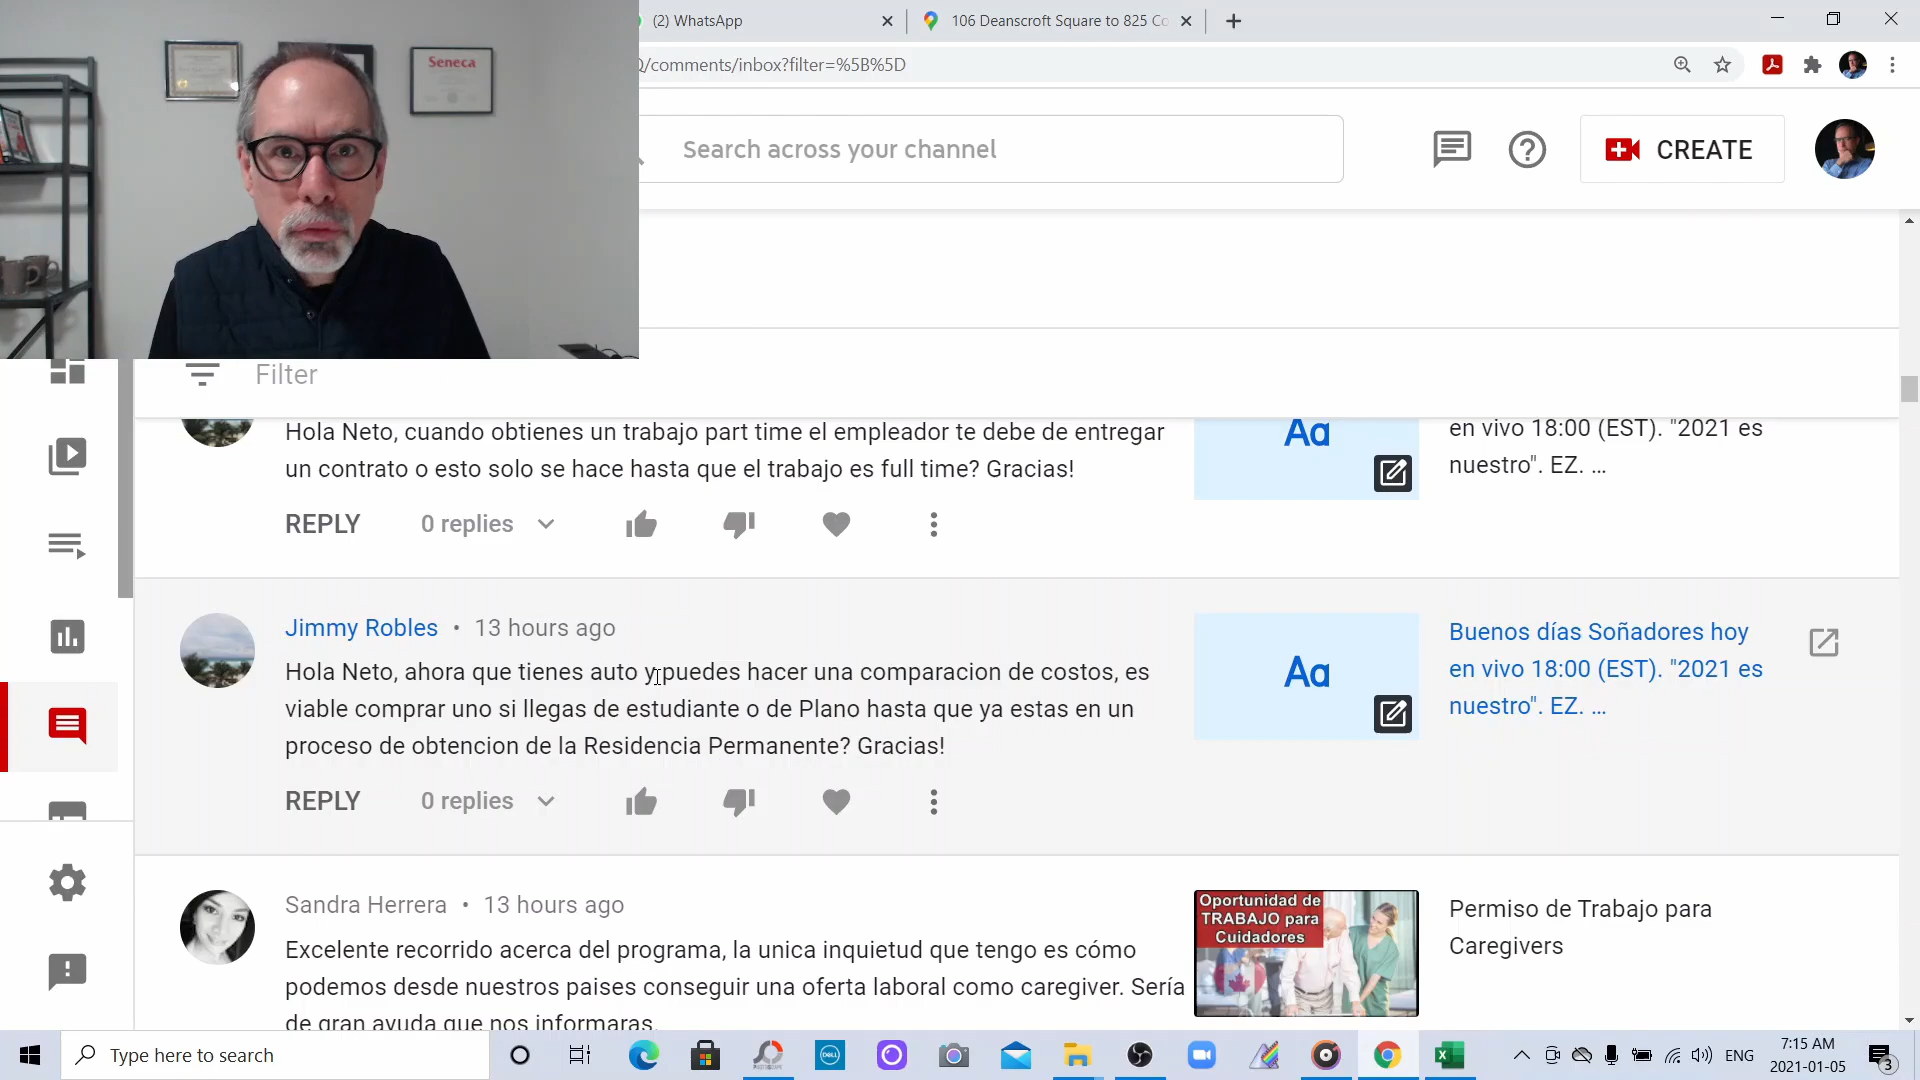 (2) WhatsApp
106 Deanscroft Square to 825 Co
/comments/inbox?filter=%5B%5D
Seneca
Search across your channel
CREATE
Filter
Hola Neto, cuando obtienes un trabajo part time el empleador te debe de entregar
un contrato o esto solo se hace hasta que el trabajo es full time? Gracias!
REPLY 0 replies
Aa
en vivo 18:00 (EST). "2021 es
nuestro". EZ. ...
Jimmy Robles • 13 hours ago
Hola Neto, ahora que tienes auto y puedes hacer una comparacion de costos, es
viable comprar uno si llegas de estudiante o de Plano hasta que ya estas en un
proceso de obtencion de la Residencia Permanente? Gracias!
REPLY 0 replies
Aa
Buenos días Soñadores hoy
en vivo 18:00 (EST). "2021 es
nuestro". EZ. ...
Sandra Herrera • 13 hours ago
Excelente recorrido acerca del programa, la unica inquietud que tengo es cómo
podemos desde nuestros paises conseguir una oferta laboral como caregiver. Sería
de gran ayuda que nos informaras.
Oportunidad de
TRABAJO para
Cuidadores
Permiso de Trabajo para
Caregivers
Type here to search
DELL
ENG
7:15 AM
2021-01-05
3